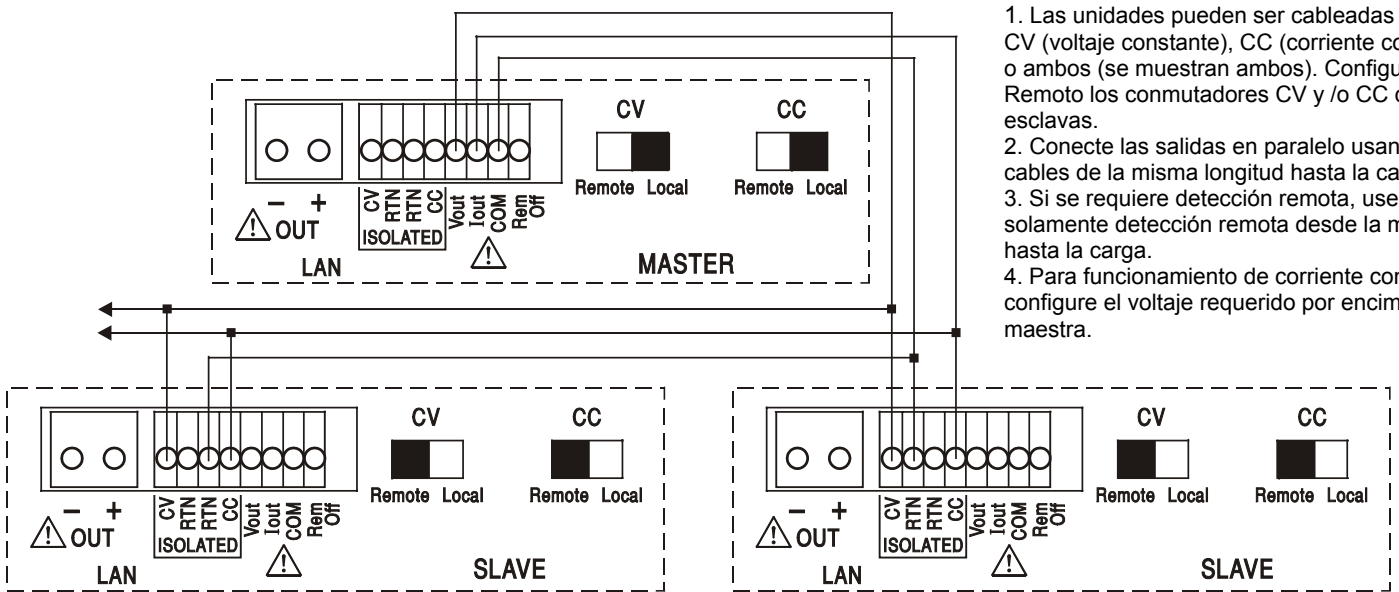 1. Las unidades pueden ser cableadas
CV (voltaje constante), CC (corriente
o ambos (se muestran ambos).
Remoto los conmutadores CV y /o CC
esclavas.
2. Conecte las salidas en paralelo
cables de la misma longitud hasta la
3. Si se requiere detección remota, use
solamente detección remota desde la
hasta la carga.
4. Para funcionamiento de corriente
configure el voltaje requerido por
maestra.
CV CC
Remote Local Remote Local
- +
OUT
CV RTN RTN CC Vout Iout COM Rem Off
ISOLATED
LAN MASTER
CV CC
Remote Local Remote Local
- +
OUT
CV RTN RTN CC Vout Iout COM Rem Off
ISOLATED
LAN SLAVE
CV CC
Remote Local Remote Local
- +
OUT
CV RTN RTN CC Vout Iout COM Rem Off
ISOLATED
LAN SLAVE